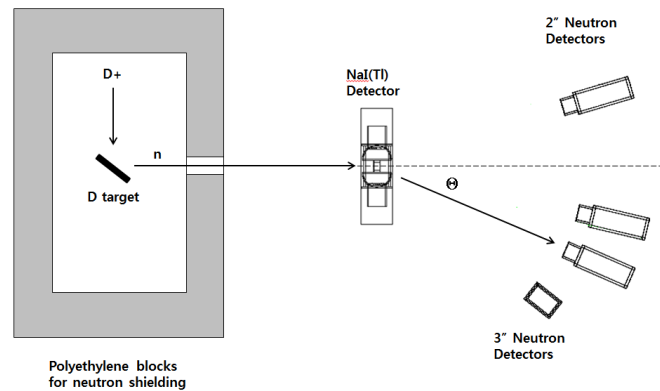 2″ Neutron
Detectors
D+
NaI(Tl)
Detector
n
D target
Θ
3″ Neutron
Detectors
Polyethylene blocks
for neutron shielding